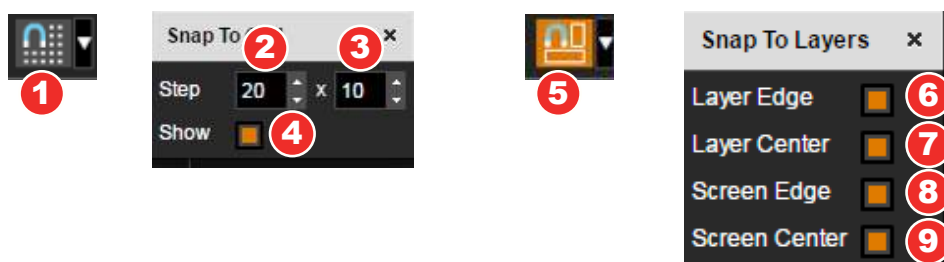 1
Snap To
2
3
×
Step 20 x 10
Show
4
5
Snap To Layers ×
Layer Edge 6
Layer Center 7
Screen Edge 8
Screen Center 9